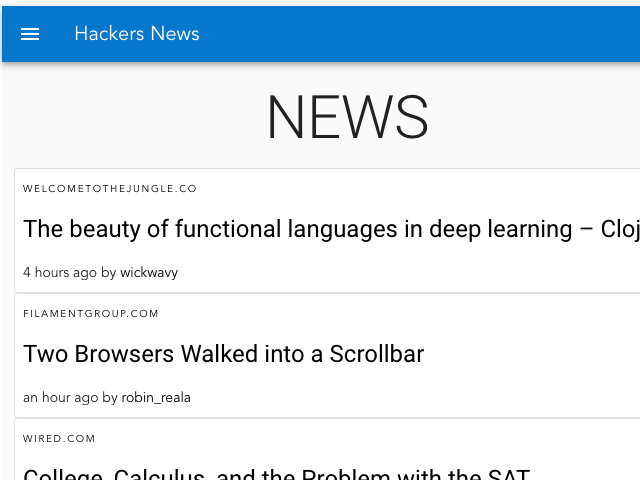 Hackers News
NEWS
WELCOMETOTHEJUNGLE.CO
The beauty of functional languages in deep learning – Cloj
4 hours ago by wickwavy
FILAMENTGROUP.COM
Two Browsers Walked into a Scrollbar
an hour ago by robin_reala
WIRED.COM
College, Calculus, and the Problem with the SAT